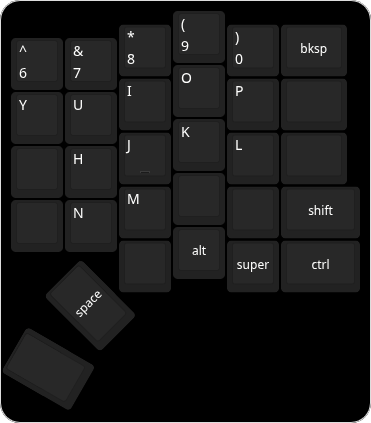 ^ & * ( ) bksp
6 7 8 9 0
Y U I O P
H J K L
N M shift
alt super ctrl
space